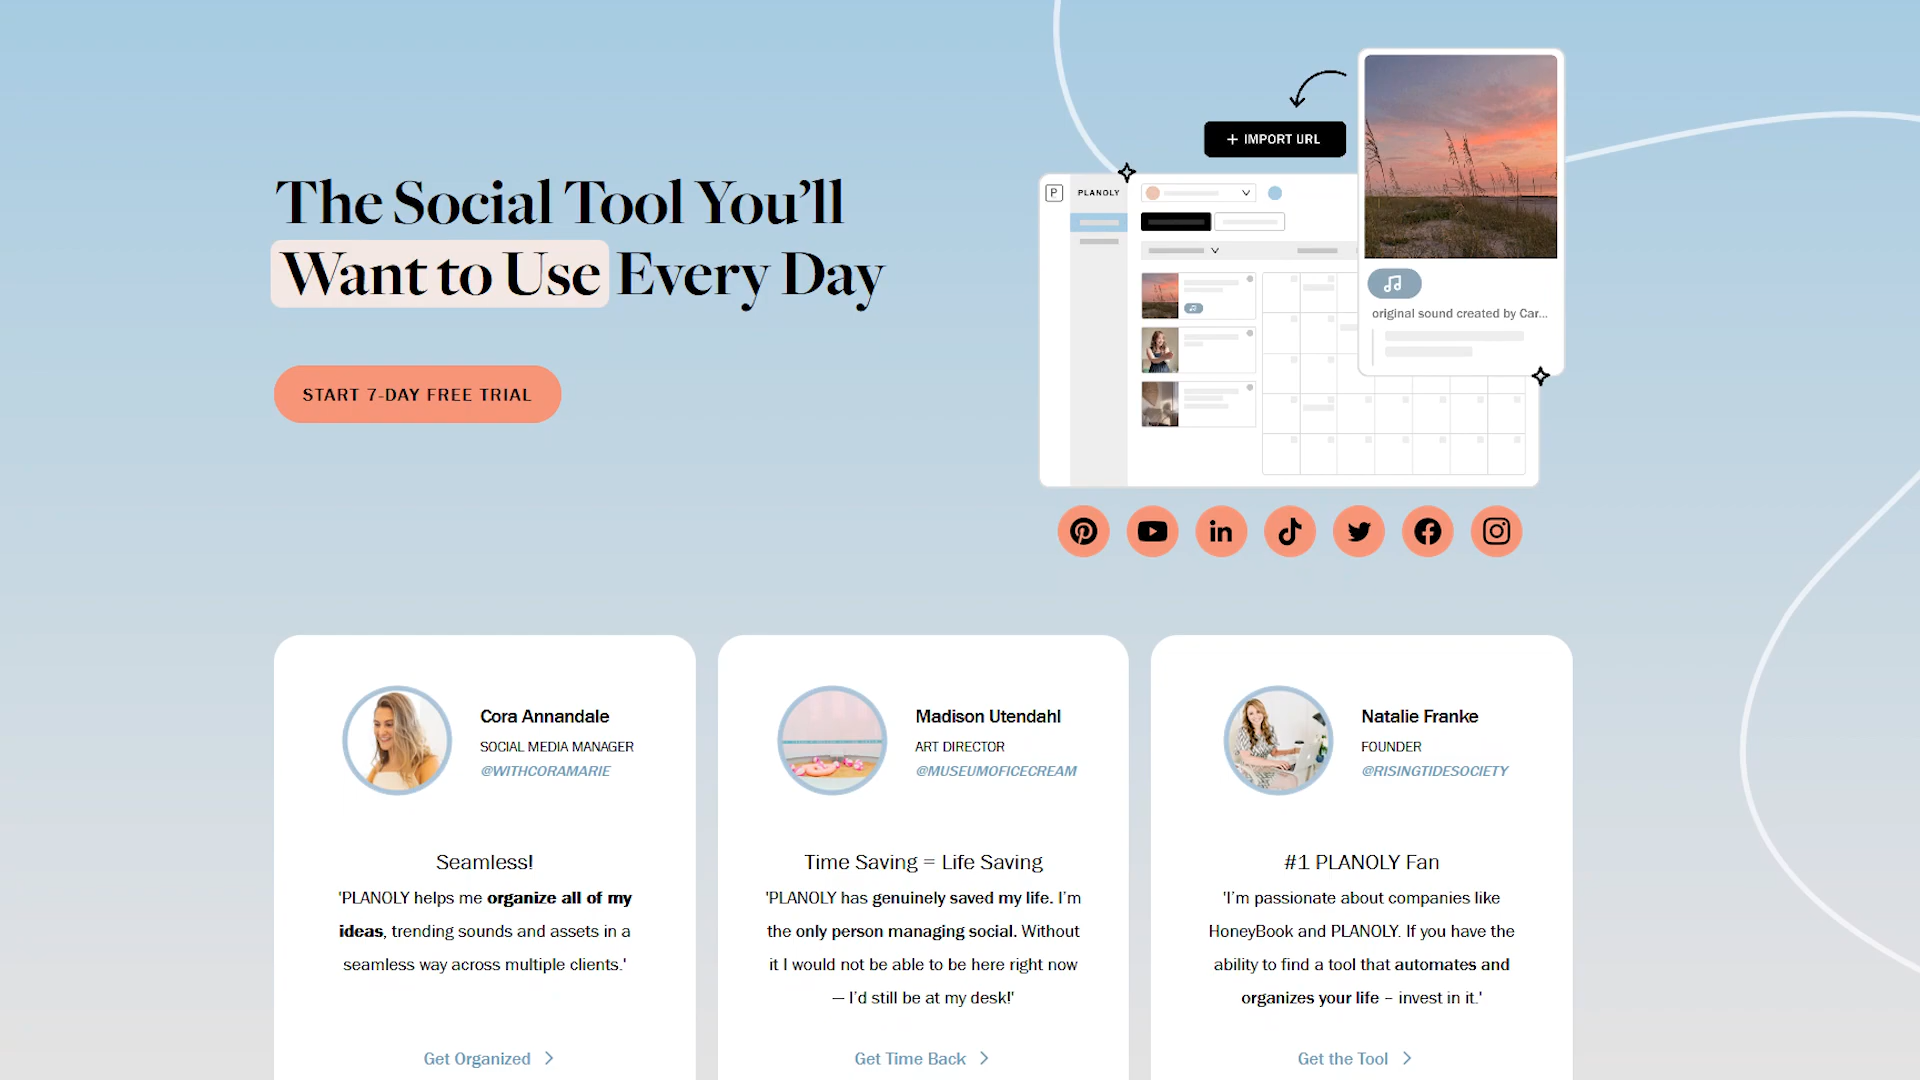 The Social Tool You'll
Want to Use Every Day
START 7-DAY FREE TRIAL
+ IMPORT URL
P
PLANOLY
original sound created by Car...
in
Cora Annandale
SOCIAL MEDIA MANAGER
@WITHCORAMARIE
Seamless!
'PLANOLY helps me organize all of my
ideas, trending sounds and assets in a
seamless way across multiple clients.'
Get Organized
Madison Utendahl
ART DIRECTOR
@MUSEUMOFICECREAM
Time Saving = Life Saving
'PLANOLY has genuinely saved my life. I'm
the only person managing social. Without
it I would not be able to be here right now
— I'd still be at my desk!'
Get Time Back
Natalie Franke
FOUNDER
@RISINGTIDESOCIETY
#1 PLANOLY Fan
'I'm passionate about companies like
HoneyBook and PLANOLY. If you have the
ability to find a tool that automates and
organizes your life – invest in it.'
Get the Tool